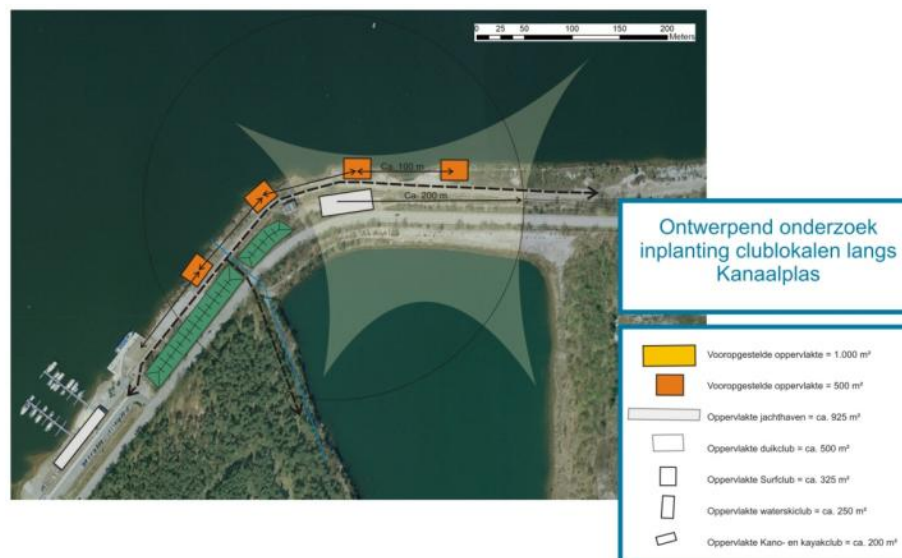 0 25 50 100 150 200
Meters
Ca. 100 m
Ca. 200 m
Ontwerpend onderzoek
inplanting clublokalen langs
Kanaalplas
Vooropgestelde oppervlakte = 1.000 m²
Vooropgestelde oppervlakte = 500 m²
Oppervlakte jachthaven = ca. 925 m²
Oppervlakte duikclub = ca. 500 m²
Oppervlakte Surfclub = ca. 325 m²
Oppervlakte waterskiclub = ca. 250 m²
Oppervlakte Kano- en kayakclub = ca. 200 m²